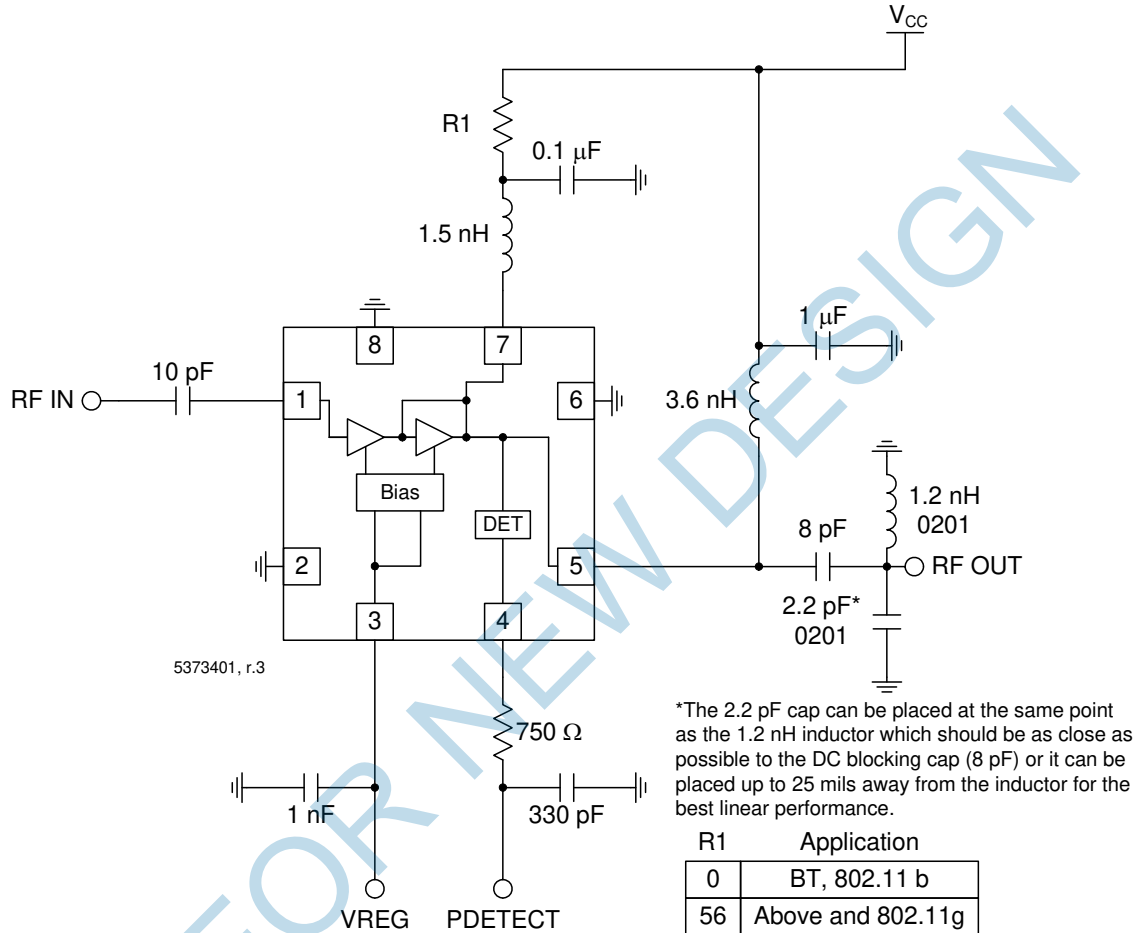 V_CC
R1
0.1 µF
1.5 nH
1 µF
8
7
10 pF
RF IN
1
6
3.6 nH
Bias
DET
1.2 nH
0201
8 pF
2
5
RF OUT
2.2 pF*
0201
3
4
5373401, r.3
*The 2.2 pF cap can be placed at the same point
as the 1.2 nH inductor which should be as close as
possible to the DC blocking cap (8 pF) or it can be
placed up to 25 mils away from the inductor for the
best linear performance.
750 Ω
1 nF
330 pF
R1 Application
0 BT, 802.11 b
56 Above and 802.11g
VREG
PDETECT
FOR NEW DESIGN